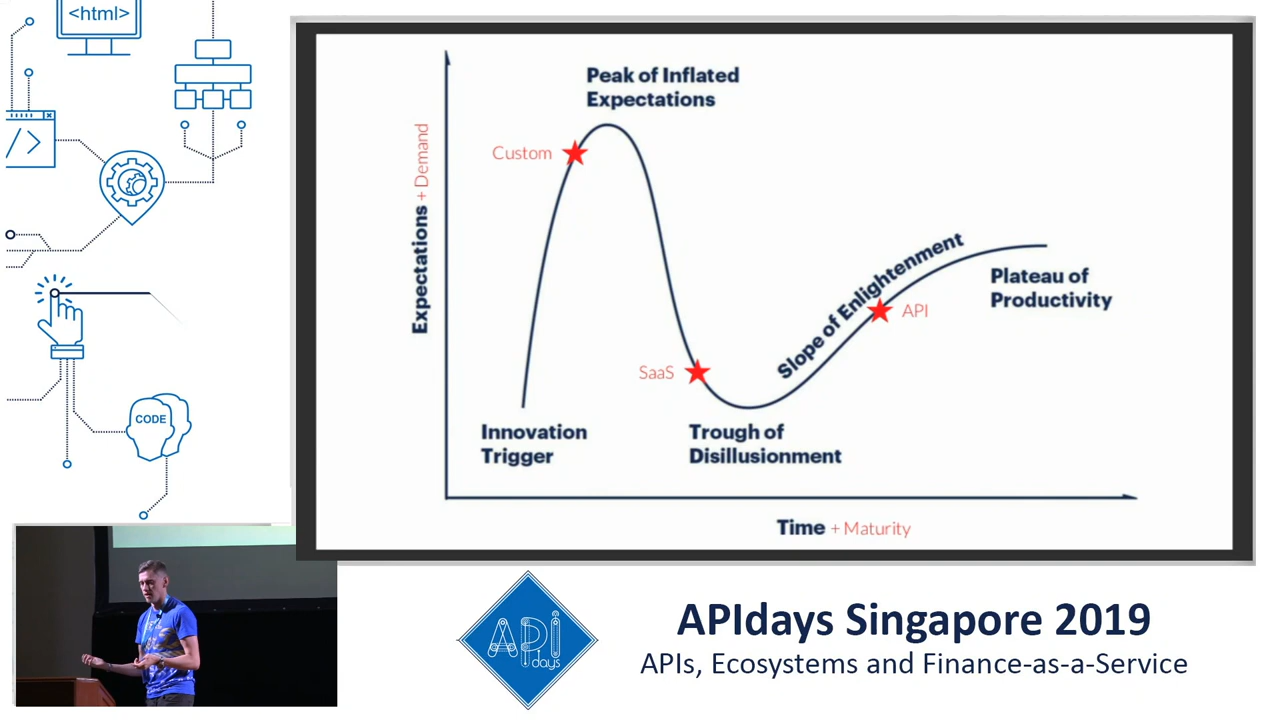 <html>
</>
CODE
Peak of Inflated
Expectations
Custom
Expectations + Demand
SaaS
Slope of Enlightenment
API
Plateau of
Productivity
Innovation
Trigger
Trough of
Disillusionment
Time + Maturity
API
days
APIdays Singapore 2019
APIs, Ecosystems and Finance-as-a-Service